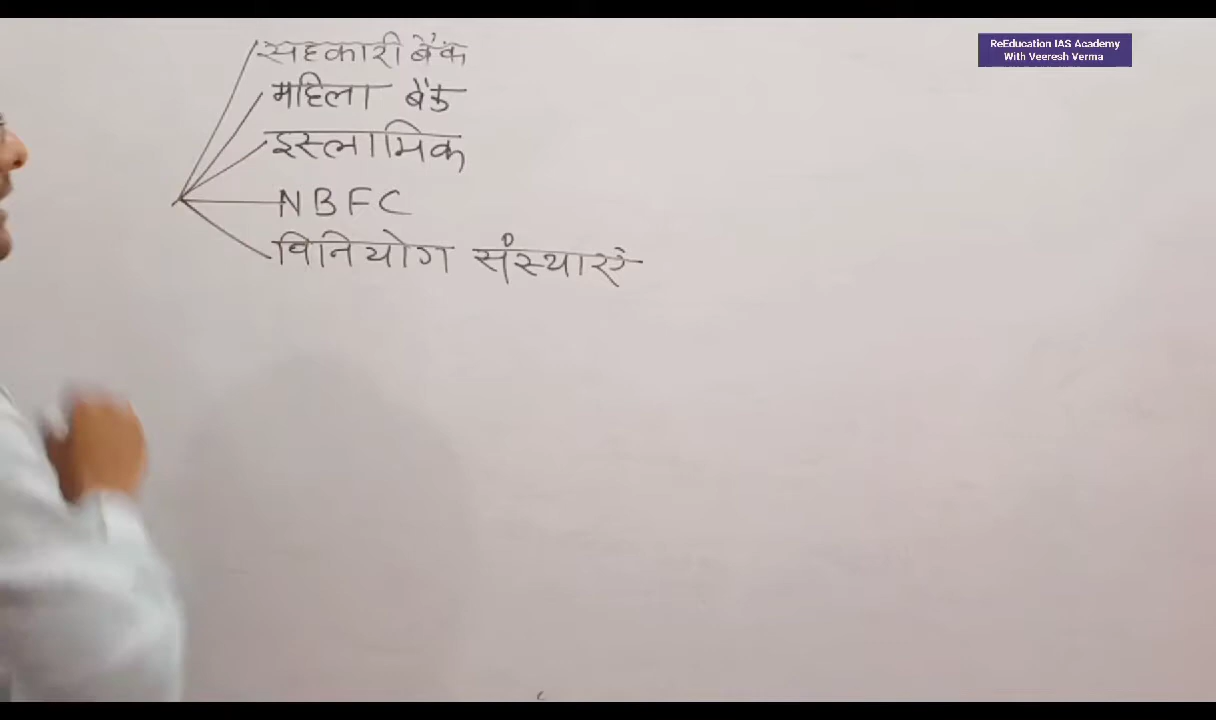 सहकारी बैंक
महिला बैंक
इस्लामिक
NBFC
विनियोग संस्थाएं
ReEducation IAS Academy
With Veeresh Verma